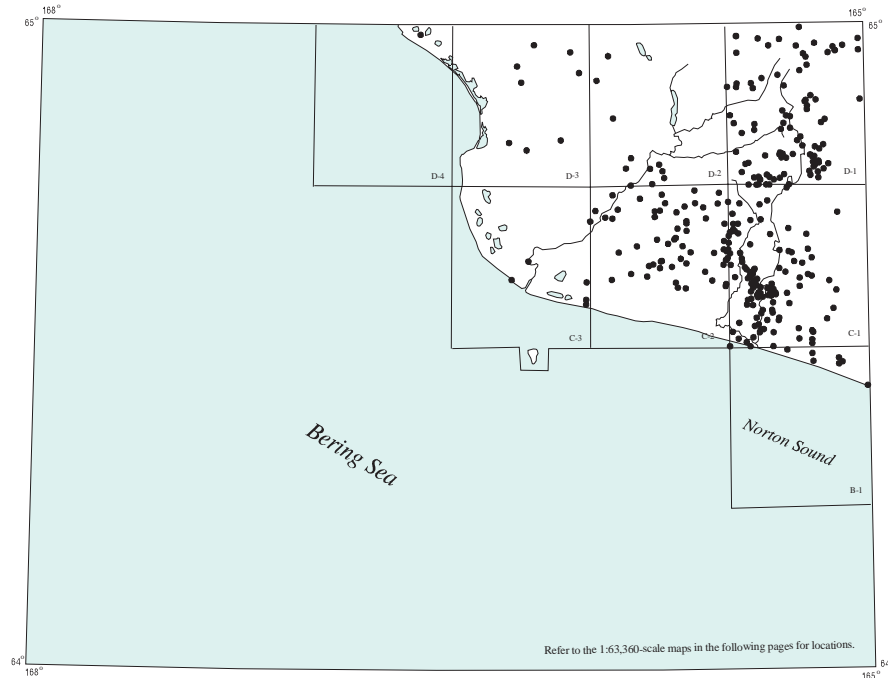 168°
165°
65°
65°
D-4
D-3
D-2
D-1
C-3
C-2
C-1
Bering Sea
Norton Sound
B-1
Refer to the 1:63,360-scale maps in the following pages for locations.
64°
64
168°
165°